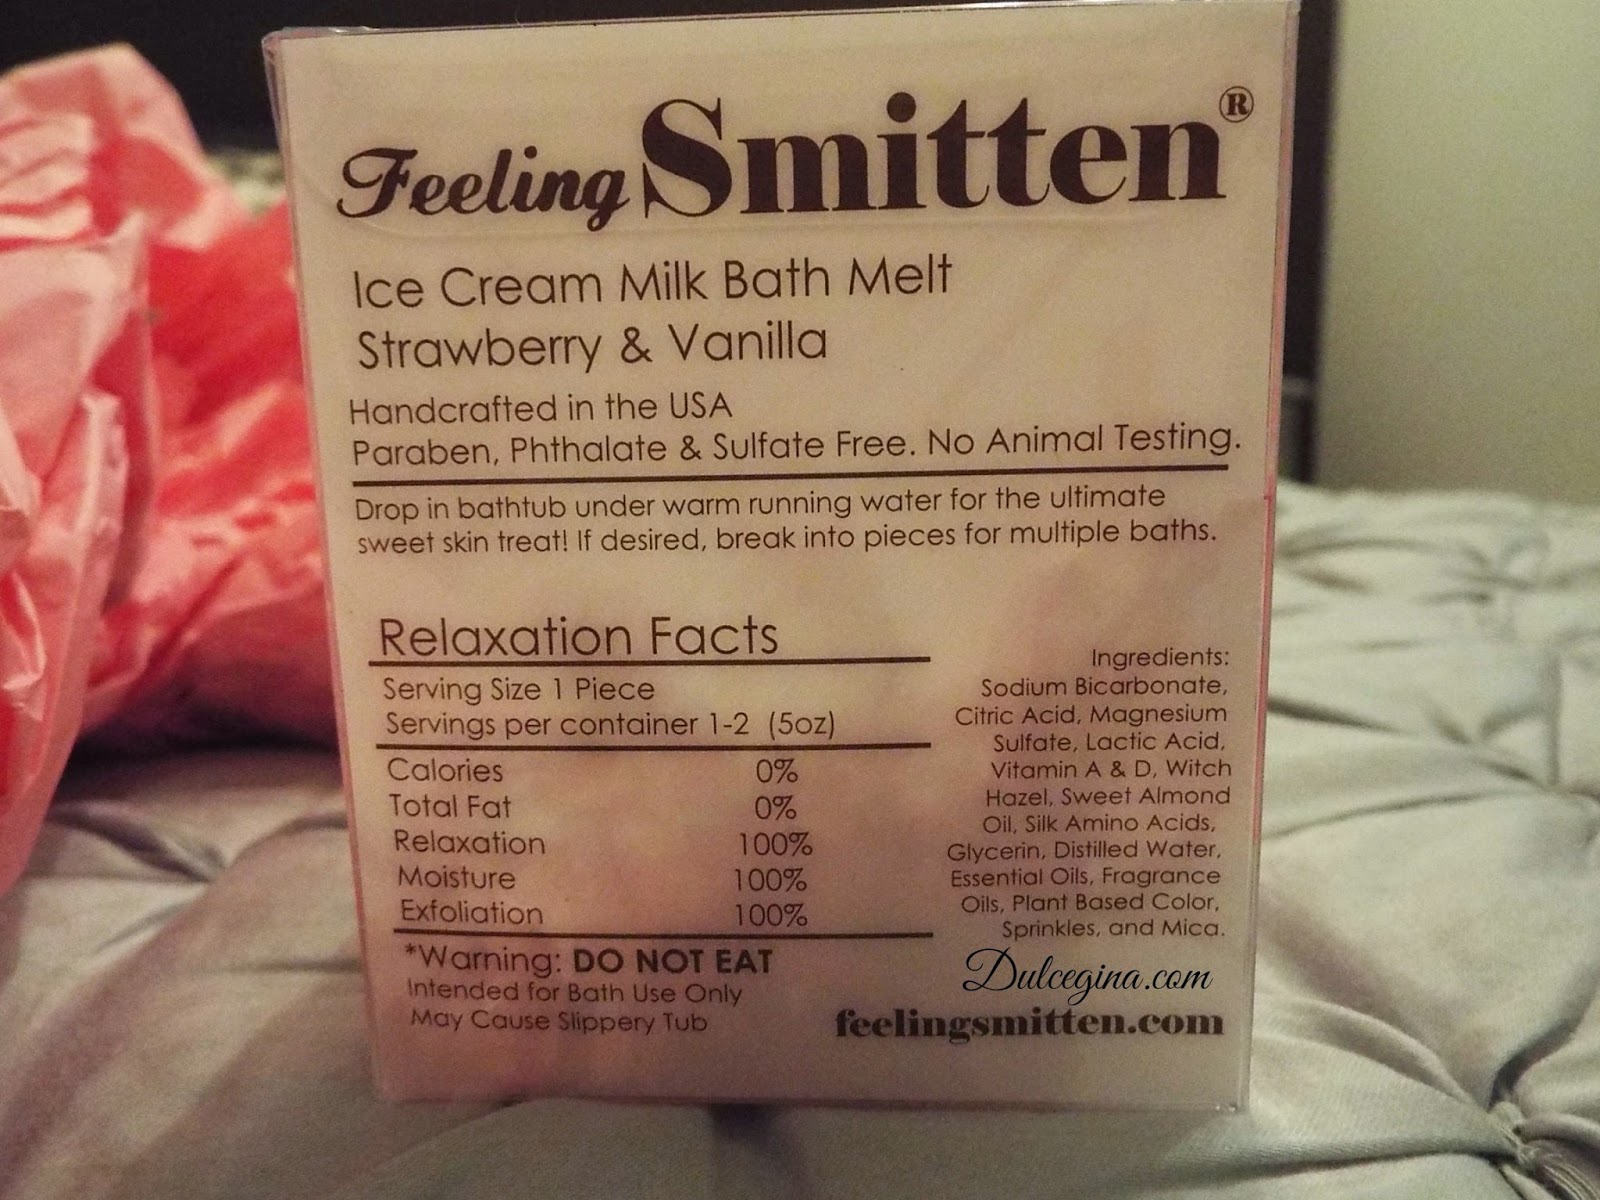 Feeling Smitten®
Ice Cream Milk Bath Melt
Strawberry & Vanilla
Handcrafted in the USA
Paraben, Phthalate & Sulfate Free. No Animal Testing.
Drop in bathtub under warm running water for the ultimate
sweet skin treat! If desired, break into pieces for multiple baths.
Relaxation Facts
Serving Size 1 Piece
Servings per container 1-2 (5oz)
Calories 0%
Total Fat 0%
Relaxation 100%
Moisture 100%
Exfoliation 100%
*Warning: DO NOT EAT
Intended for Bath Use Only
May Cause Slippery Tub
Ingredients:
Sodium Bicarbonate,
Citric Acid, Magnesium
Sulfate, Lactic Acid,
Vitamin A & D, Witch
Hazel, Sweet Almond
Oil, Silk Amino Acids,
Glycerin, Distilled Water,
Essential Oils, Fragrance
Oils, Plant Based Color,
Sprinkles, and Mica.
Dulcegina.com
feelingsmitten.com